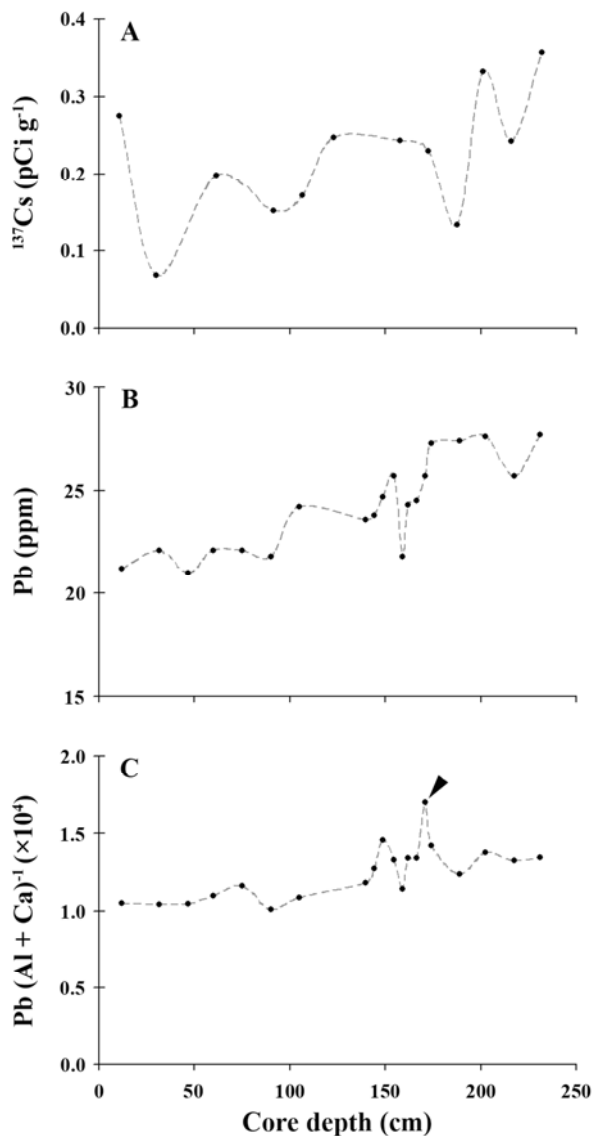 A
0.4
0.3
0.2
0.1
0.0
¹³⁷Cs (pCi g⁻¹)
B
30
25
20
15
Pb (ppm)
C
2.0
1.5
1.0
0.5
0.0
Pb (Al + Ca)⁻¹ (×10⁴)
0 50 100 150 200 250
Core depth (cm)